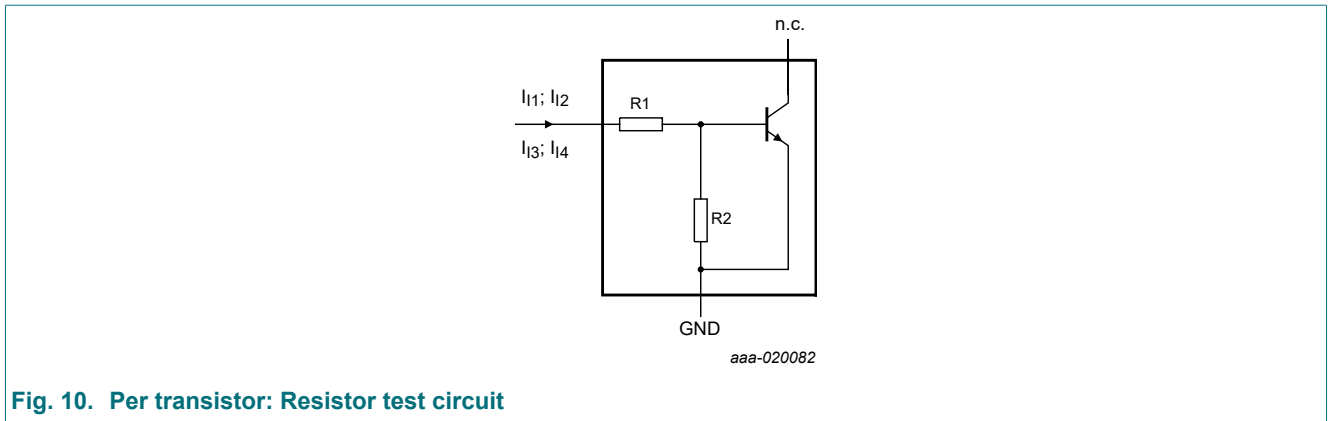 n.c.
II1; II2
R1
II3; II4
R2
GND
aaa-020082
Fig. 10. Per transistor: Resistor test circuit